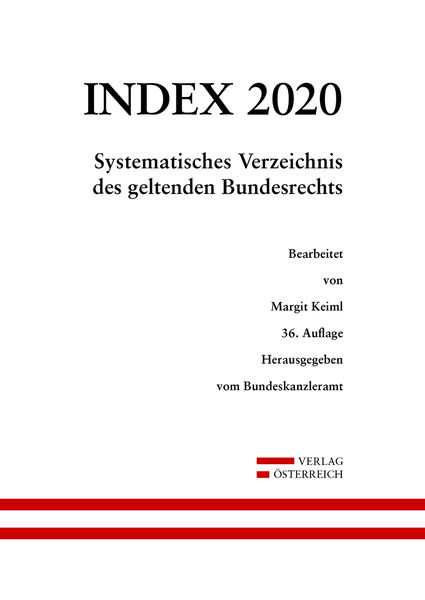 INDEX 2020
Systematisches Verzeichnis
des geltenden Bundesrechts
Bearbeitet
von
Margit Keiml
36. Auflage
Herausgegeben
vom Bundeskanzleramt
VERLAG
ÖSTERREICH